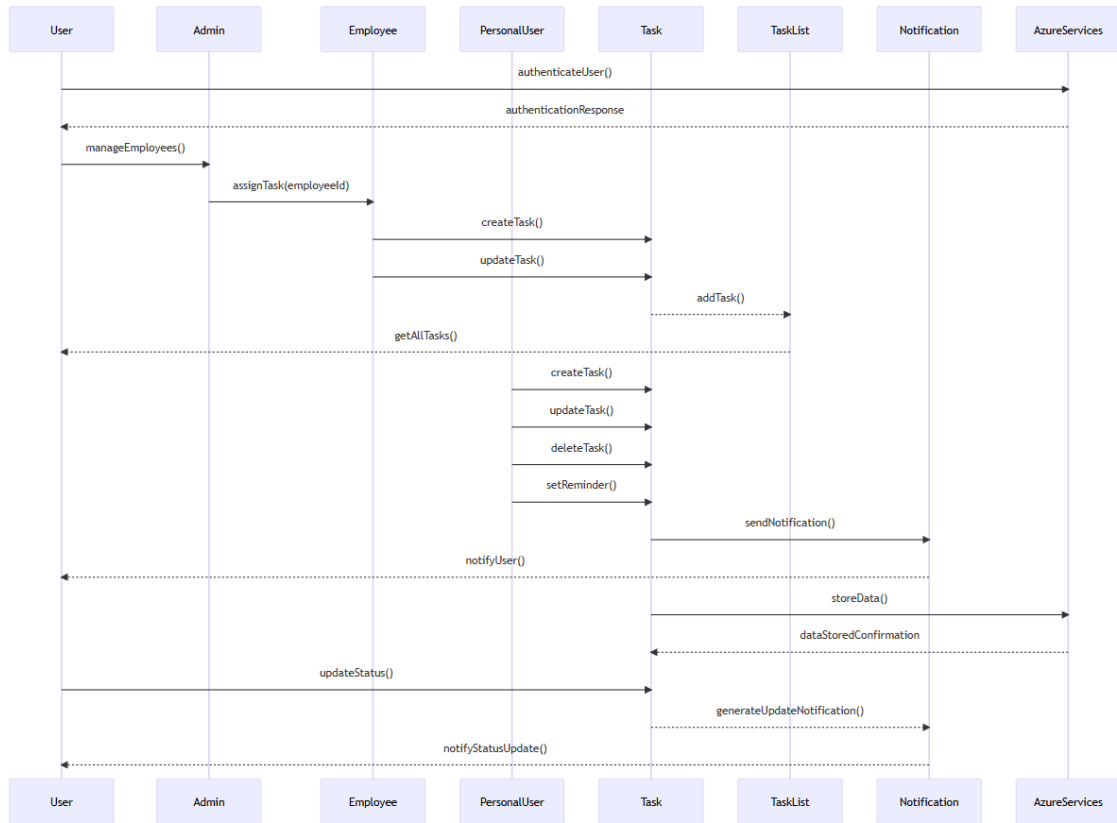 User Admin Employee PersonalUser Task TaskList Notification AzureServices
authenticateUser()
authenticationResponse
manageEmployees()
assignTask(employeeId)
createTask()
updateTask()
addTask()
getAllTasks()
createTask()
updateTask()
deleteTask()
setReminder()
sendNotification()
notifyUser()
storeData()
dataStoredConfirmation
updateStatus()
generateUpdateNotification()
notifyStatusUpdate()
User Admin Employee PersonalUser Task TaskList Notification AzureServices